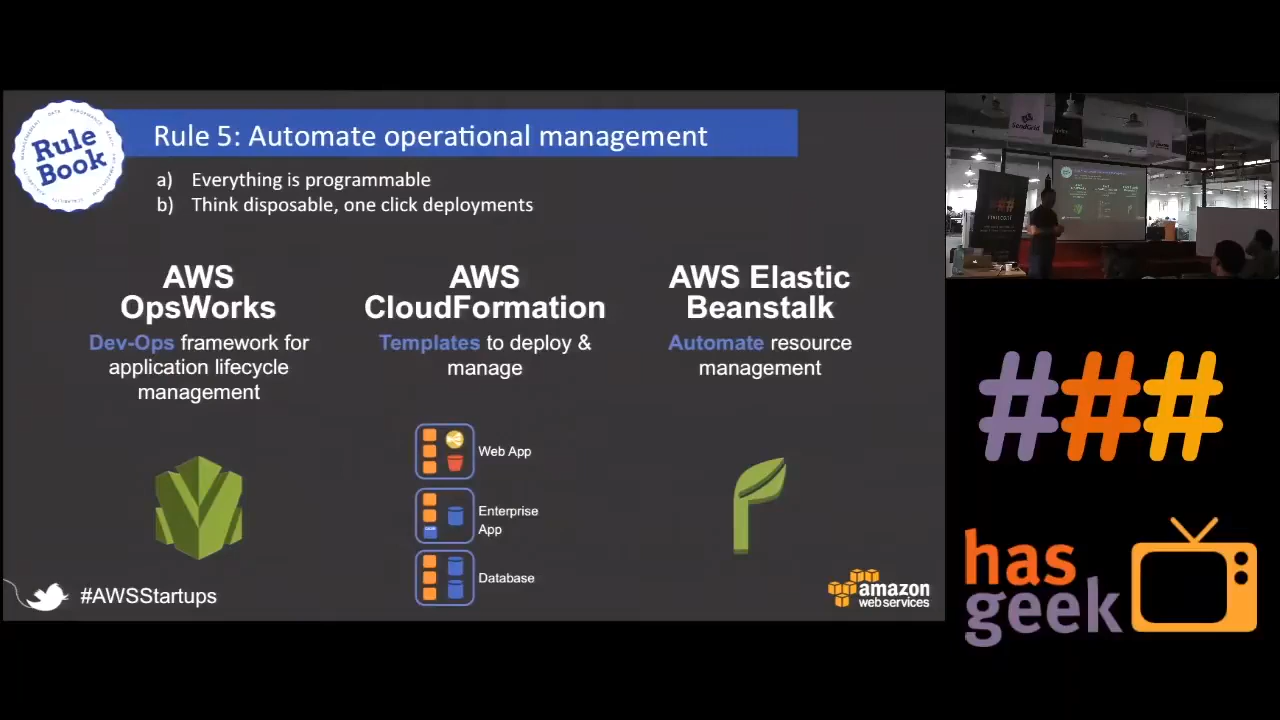 Rule
Book
Rule 5: Automate operational management
a) Everything is programmable
b) Think disposable, one click deployments
AWS
OpsWorks
Dev-Ops framework for
application lifecycle
management
AWS
CloudFormation
Templates to deploy &
manage
Web App
Enterprise
App
Database
AWS Elastic
Beanstalk
Automate resource
management
#AWSStartups
amazon
webservices
SendGrid
###
has
geek